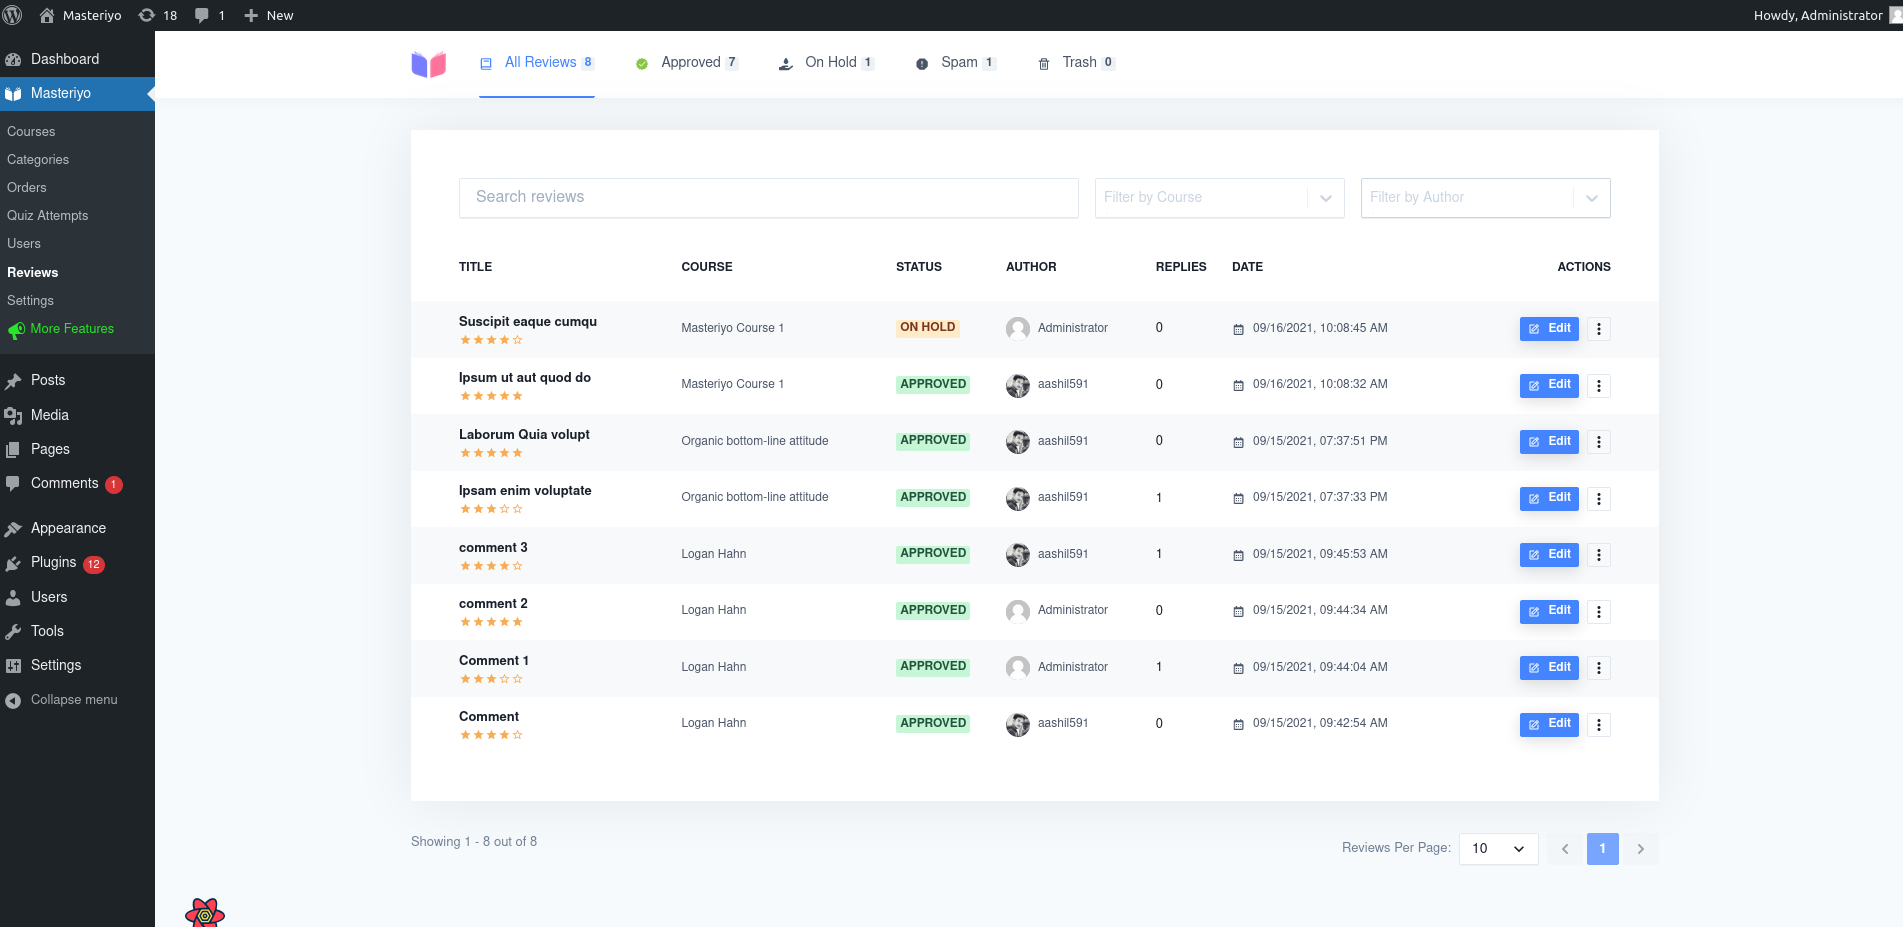 Masteriyo 18 1 New Howdy, Administrator
Dashboard
Masteriyo
Courses
Categories
Orders
Quiz Attempts
Users
Reviews
Settings
More Features
Posts
Media
Pages
Comments 1
Appearance
Plugins 12
Users
Tools
Settings
Collapse menu
All Reviews 8 Approved 7 On Hold 1 Spam 1 Trash 0
Search reviews Filter by Course Filter by Author
TITLE COURSE STATUS AUTHOR REPLIES DATE ACTIONS
Suscipit eaque cumqu Masteriyo Course 1 ON HOLD Administrator 0 09/16/2021, 10:08:45 AM Edit
Ipsum ut aut quod do Masteriyo Course 1 APPROVED aashil591 0 09/16/2021, 10:08:32 AM Edit
Laborum Quia volupt Organic bottom-line attitude APPROVED aashil591 0 09/15/2021, 07:37:51 PM Edit
Ipsam enim voluptate Organic bottom-line attitude APPROVED aashil591 1 09/15/2021, 07:37:33 PM Edit
comment 3 Logan Hahn APPROVED aashil591 1 09/15/2021, 09:45:53 AM Edit
comment 2 Logan Hahn APPROVED Administrator 0 09/15/2021, 09:44:34 AM Edit
Comment 1 Logan Hahn APPROVED Administrator 1 09/15/2021, 09:44:04 AM Edit
Comment Logan Hahn APPROVED aashil591 0 09/15/2021, 09:42:54 AM Edit
Showing 1 - 8 out of 8 Reviews Per Page: 10 1